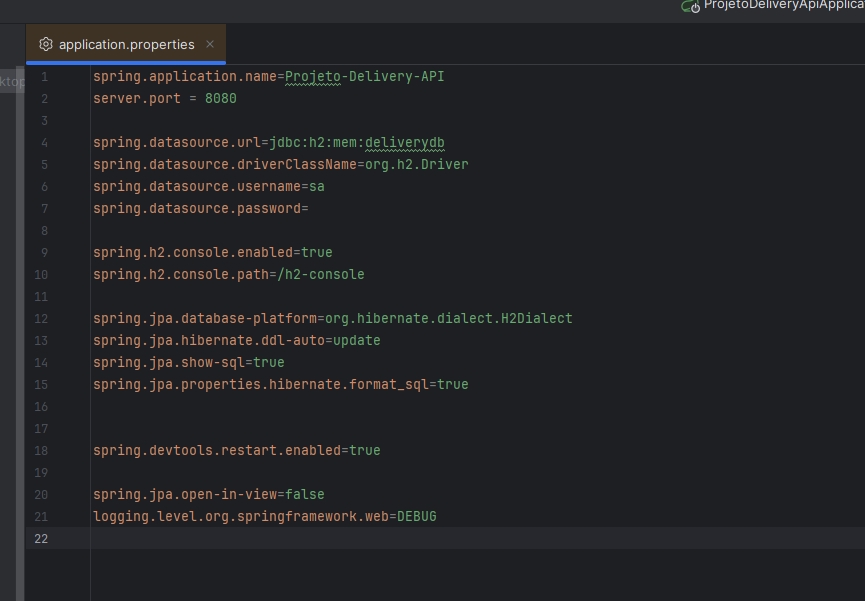 ProjetoDeliveryApiApplica
application.properties
ktop
1 spring.application.name=Projeto-Delivery-API
2 server.port = 8080
3
4 spring.datasource.url=jdbc:h2:mem:deliverydb
5 spring.datasource.driverClassName=org.h2.Driver
6 spring.datasource.username=sa
7 spring.datasource.password=
8
9 spring.h2.console.enabled=true
10 spring.h2.console.path=/h2-console
11
12 spring.jpa.database-platform=org.hibernate.dialect.H2Dialect
13 spring.jpa.hibernate.ddl-auto=update
14 spring.jpa.show-sql=true
15 spring.jpa.properties.hibernate.format_sql=true
16
17
18 spring.devtools.restart.enabled=true
19
20 spring.jpa.open-in-view=false
21 logging.level.org.springframework.web=DEBUG
22